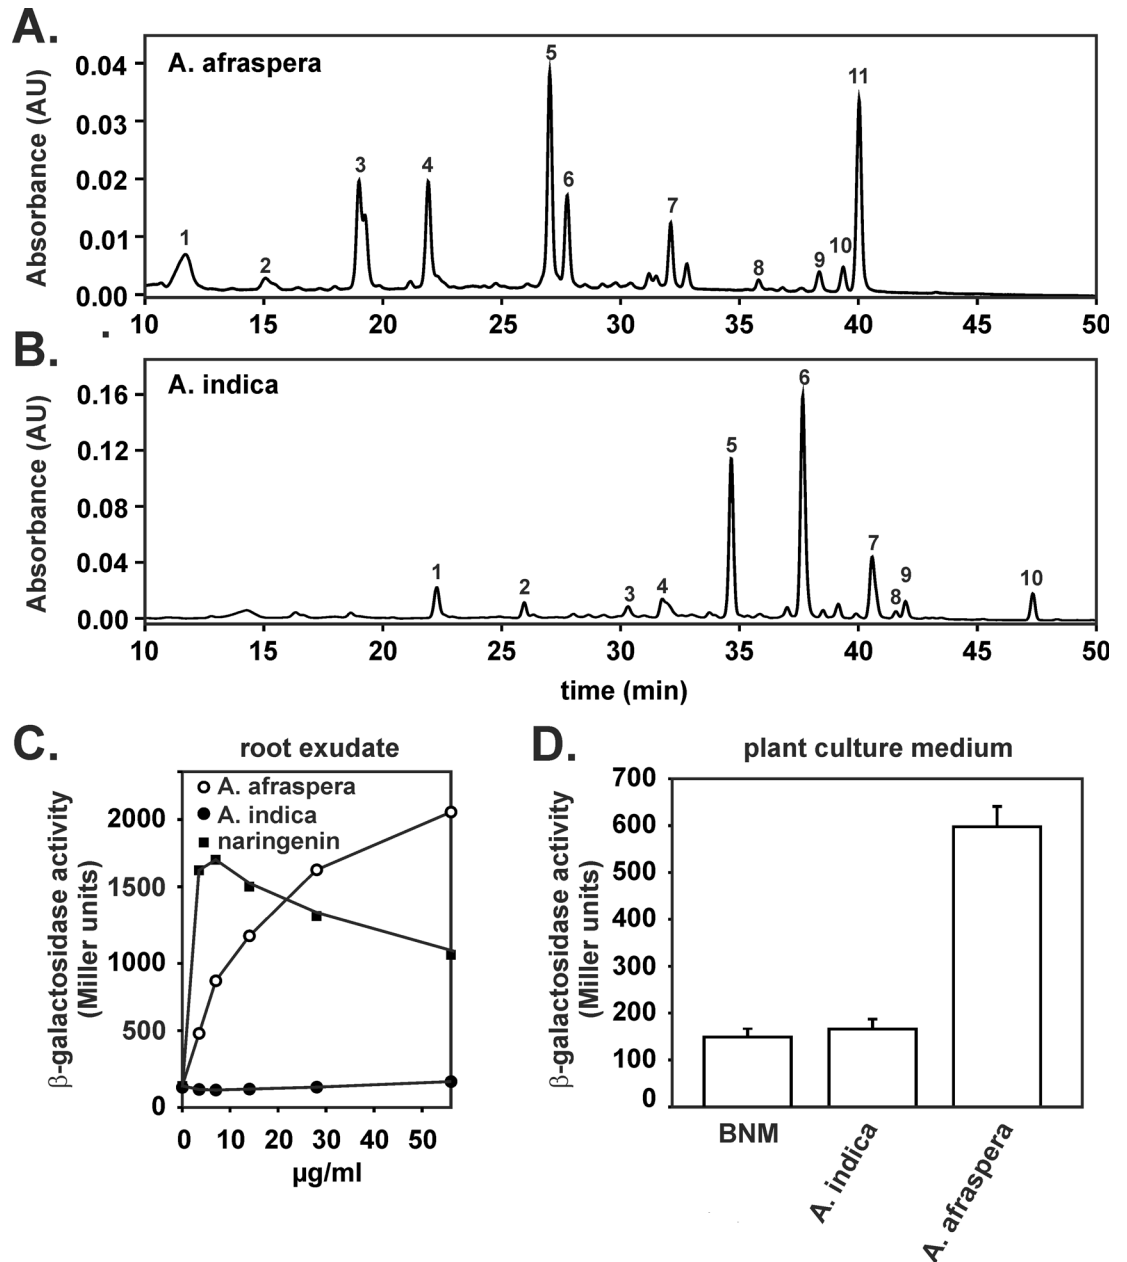 A.
A. afraspera
Absorbance (AU)
0.04
0.03
0.02
0.01
0.00
1 2 3 4 5 6 7 8 9 10 11
10 15 20 25 30 35 40 45 50
B.
A. indica
Absorbance (AU)
0.16
0.12
0.08
0.04
0.00
1 2 3 4 5 6 7 8 9 10
10 15 20 25 30 35 40 45 50
time (min)
C.
root exudate
A. afraspera
A. indica
naringenin
β-galactosidase activity
(Miller units)
2000
1500
1000
500
0
0 10 20 30 40 50
µg/ml
D.
plant culture medium
β-galactosidase activity
(Miller units)
700
600
500
400
300
200
100
0
BNM
A. indica
A. afraspera